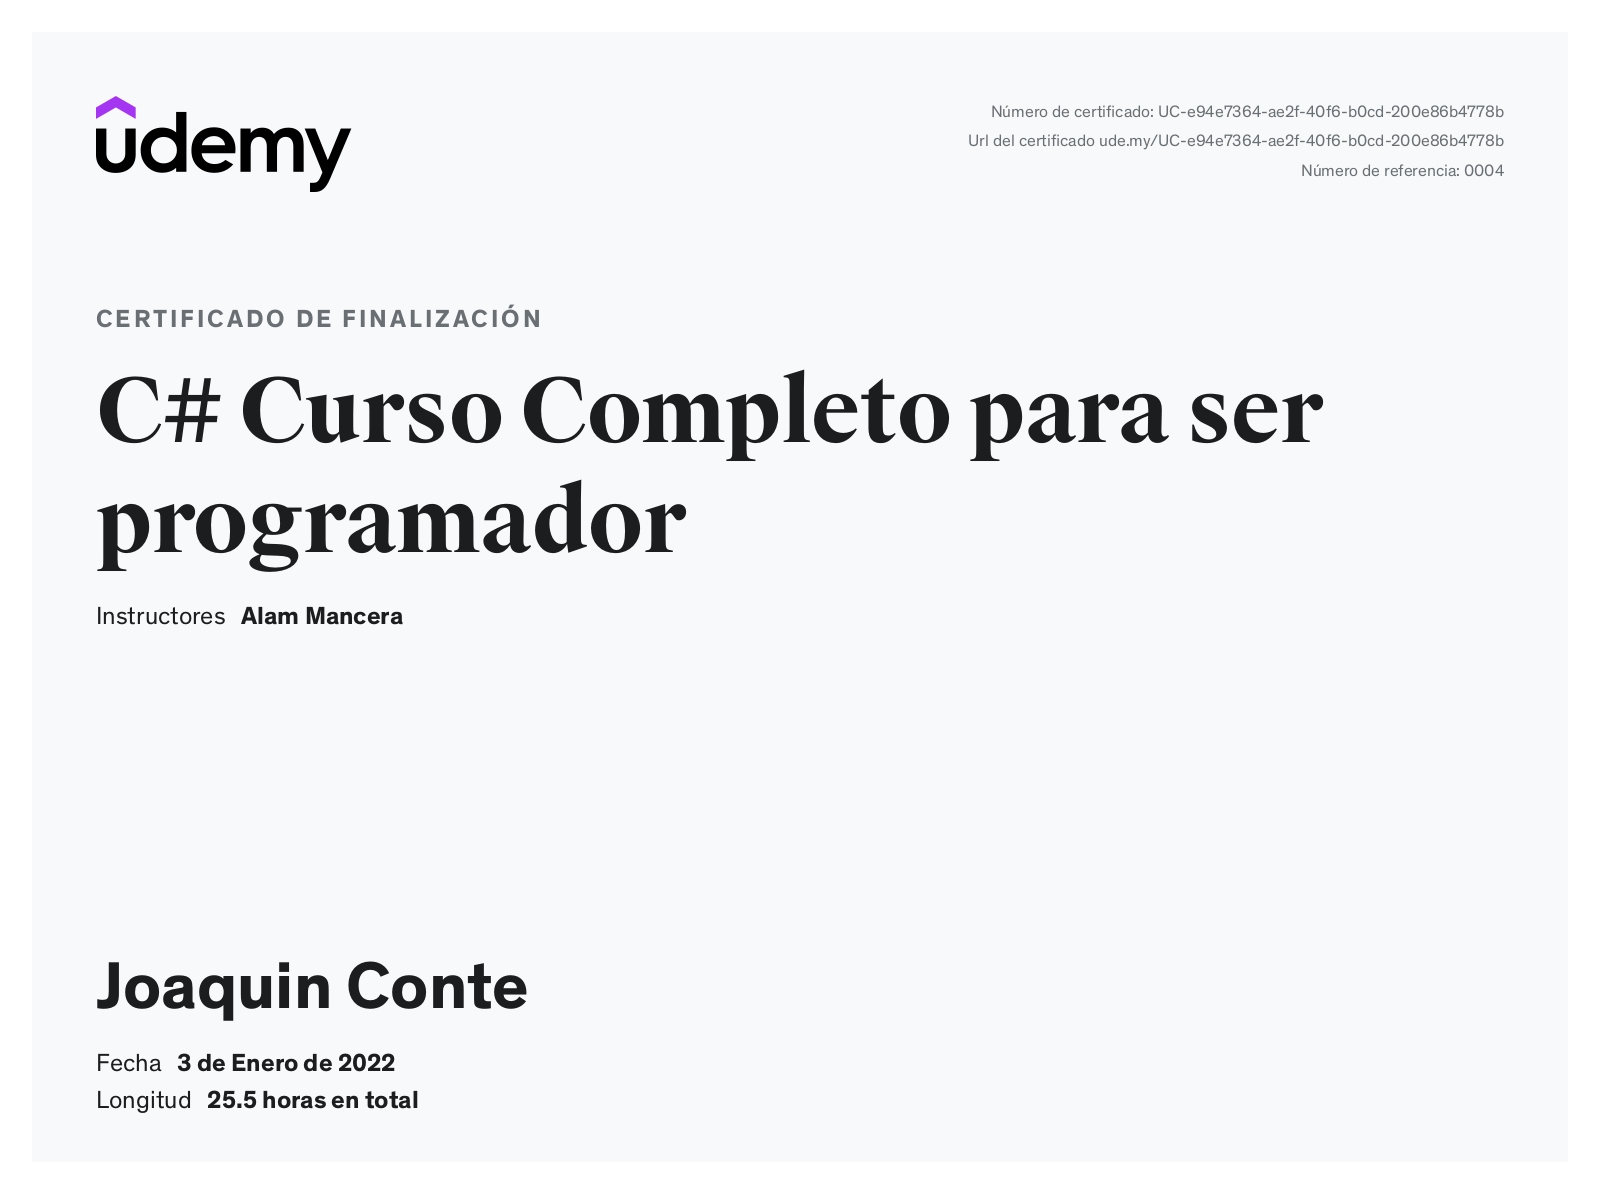 udemy
Número de certificado: UC-e94e7364-ae2f-40f6-b0cd-200e86b4778b
Url del certificado ude.my/UC-e94e7364-ae2f-40f6-b0cd-200e86b4778b
Número de referencia: 0004
CERTIFICADO DE FINALIZACIÓN
C# Curso Completo para ser
programador
Instructores Alam Mancera
Joaquin Conte
Fecha 3 de Enero de 2022
Longitud 25.5 horas en total